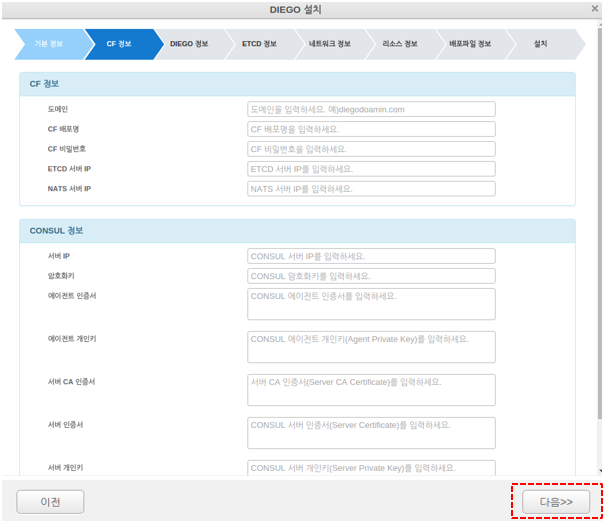 DIEGO 설치
×
기본 정보 CF 정보 DIEGO 정보 ETCD 정보 네트워크 정보 리소스 정보 배포파일 정보 설치
CF 정보
도메인 도메인을 입력하세요. 예)diegodoamin.com
CF 배포명 CF 배포명을 입력하세요.
CF 비밀번호 CF 비밀번호을 입력하세요.
ETCD 서버 IP ETCD 서버 IP를 입력하세요.
NATS 서버 IP NATS 서버 IP를 입력하세요.
CONSUL 정보
서버 IP CONSUL 서버 IP를 입력하세요.
암호화키 CONSUL 암호화키를 입력하세요.
에이전트 인증서 CONSUL 에이전트 인증서를 입력하세요.
에이전트 개인키 CONSUL 에이전트 개인키(Agent Private Key)를 입력하세요.
서버 CA 인증서 서버 CA 인증서(Server CA Certificate)를 입력하세요.
서버 인증서 CONSUL 서버 인증서(Server Certificate)를 입력하세요.
서버 개인키 CONSUL 서버 개인키(Server Private Key)를 입력하세요.
이전 다음>>